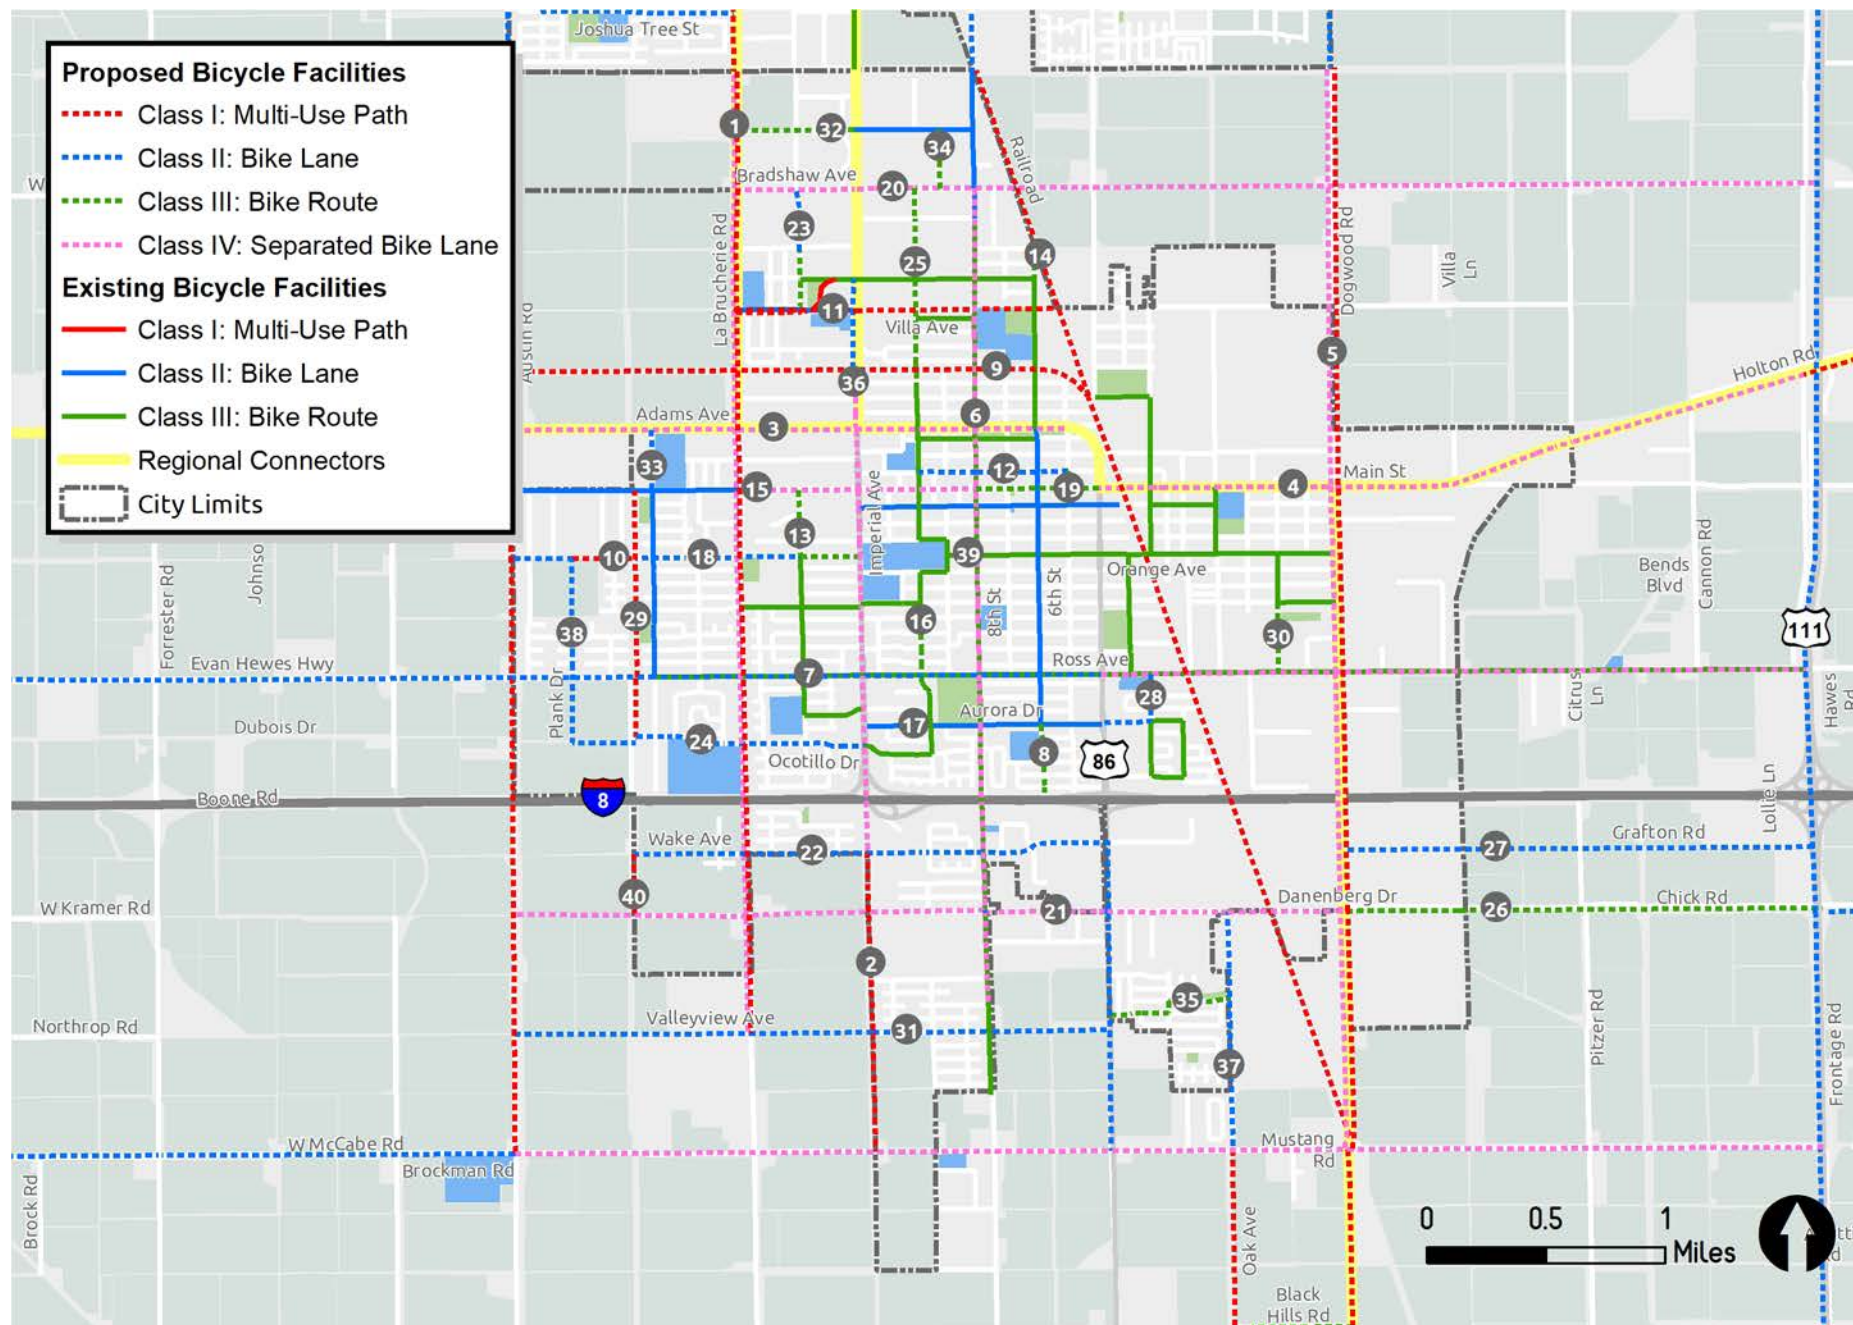 Proposed Bicycle Facilities
Class I: Multi-Use Path
Class II: Bike Lane
Class III: Bike Route
Class IV: Separated Bike Lane
Existing Bicycle Facilities
Class I: Multi-Use Path
Class II: Bike Lane
Class III: Bike Route
Regional Connectors
City Limits
Joshua Tree St
1
32
34
W
Bradshaw Ave
20
Railroad
La Brucherie Rd
23
25
14
Dogwood Rd
Villa
Ln
11
Villa Ave
Austin Rd
36
9
5
Holton Rd
Adams Ave
3
6
33
15
12
19
4
Main St
Imperial Ave
13
10
18
39
Orange Ave
Forrester Rd
Johnso
Bends
Blvd
Cannon Rd
8th St
6th St
29
38
16
30
111
Evan Hewes Hwy
7
Ross Ave
Plank Dr
28
Citrus
Ln
Hawes
Rd
Dubois Dr
24
17
Aurora Dr
8
Ocotillo Dr
86
Boone Rd
8
Lollie Ln
Wake Ave
22
27
Grafton Rd
W Kramer Rd
40
21
Danenberg Dr
26
Chick Rd
2
35
Northrop Rd
Valleyview Ave
31
37
Pitzer Rd
Frontage Rd
W McCabe Rd
Brockman Rd
Mustang
Rd
Brock Rd
Oak Ave
0 0.5 1
Miles
Black
Hills Rd